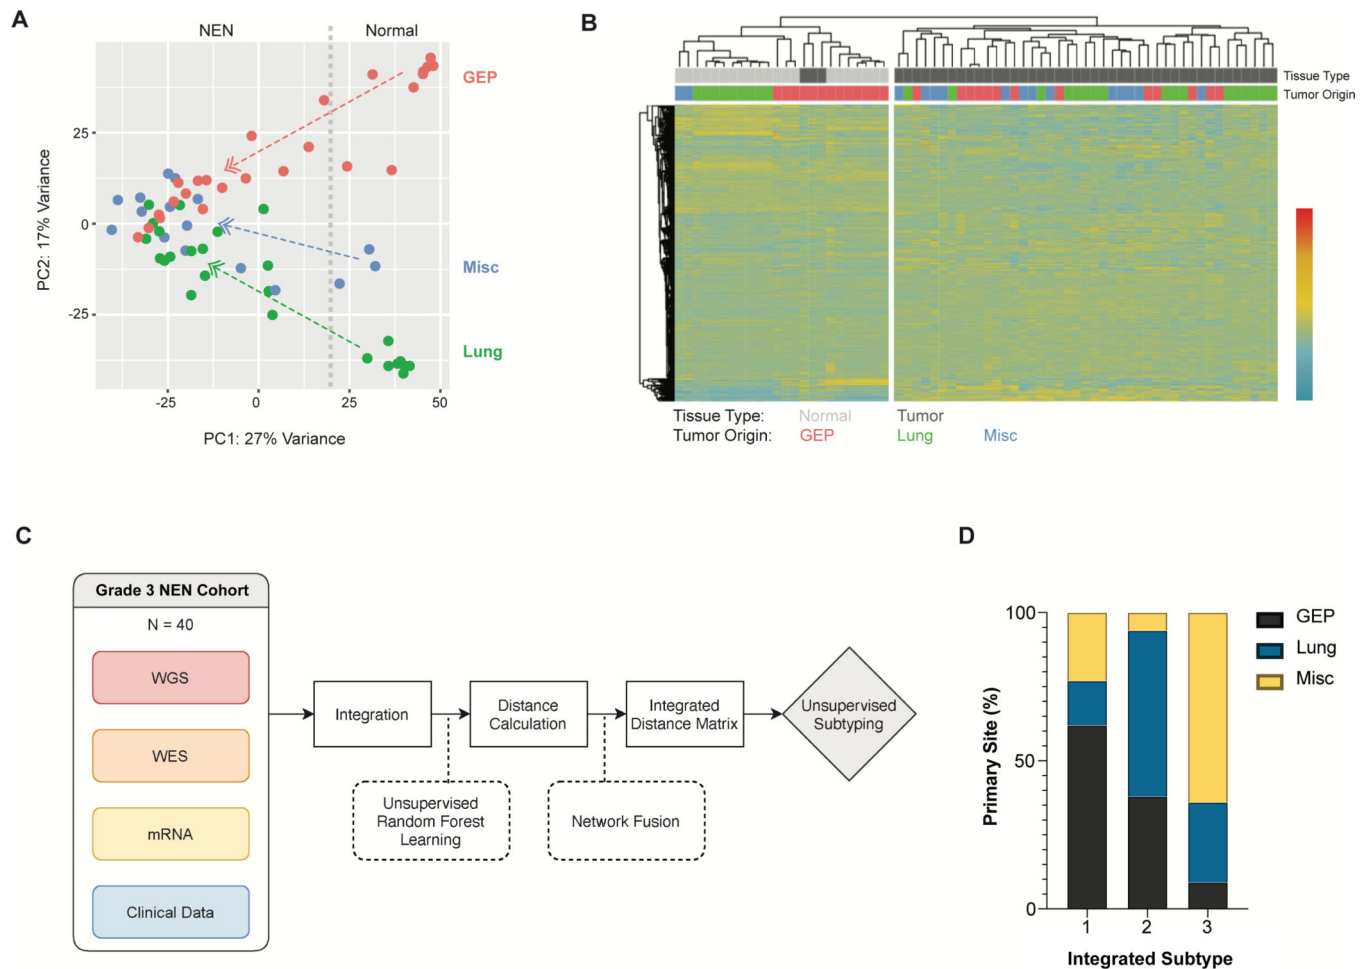 A
NEN
Normal
GEP
Misc
Lung
25
0
-25
PC2: 17% Variance
-25
0
25
50
PC1: 27% Variance
B
Tissue Type
Tumor Origin
Tissue Type:
Normal
Tumor
Tumor Origin:
GEP
Lung
Misc
C
Grade 3 NEN Cohort
N = 40
WGS
WES
mRNA
Clinical Data
Integration
Distance
Calculation
Integrated
Distance Matrix
Unsupervised
Subtyping
Unsupervised
Random Forest
Learning
Network Fusion
D
100
50
0
Primary Site (%)
1
2
3
Integrated Subtype
GEP
Lung
Misc